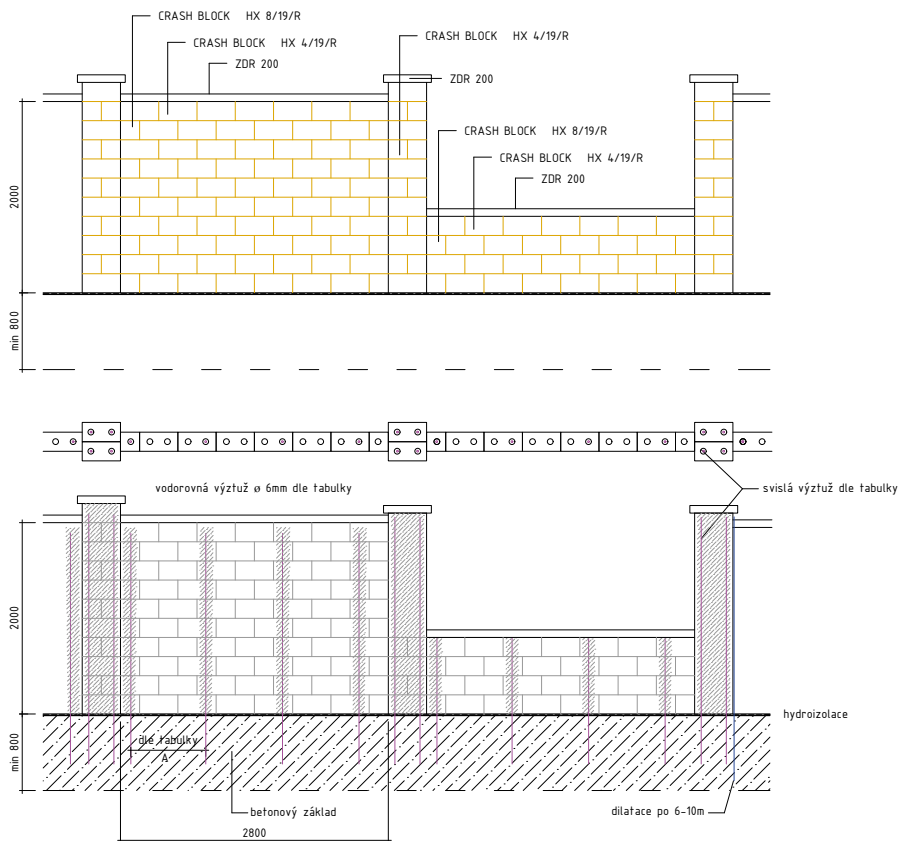 CRASH BLOCK HX 8/19/R
CRASH BLOCK HX 4/19/R
ZDR 200
CRASH BLOCK HX 4/19/R
ZDR 200
CRASH BLOCK HX 8/19/R
CRASH BLOCK HX 4/19/R
ZDR 200
2000
min 800
vodorovná výztuž ø 6mm dle tabulky
svislá výztuž dle tabulky
2000
hydroizolace
min 800
dle tabulky
A
betonový základ
dilatace po 6-10m
2800